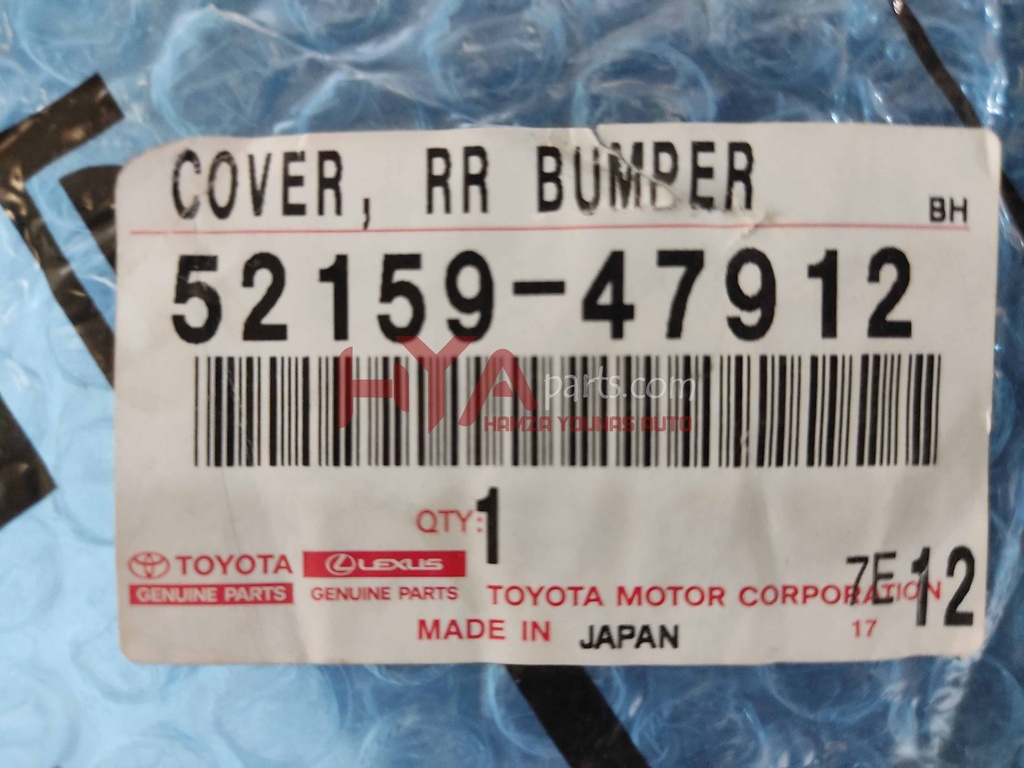 COVER, RR BUMPER
BH
52159-47912
HYA parts.com
HAMZA YOUNAS AUTO
QTY: 1
TOYOTA
GENUINE PARTS
LEXUS
GENUINE PARTS
TOYOTA MOTOR CORPORATION
7E 12
MADE IN JAPAN
17